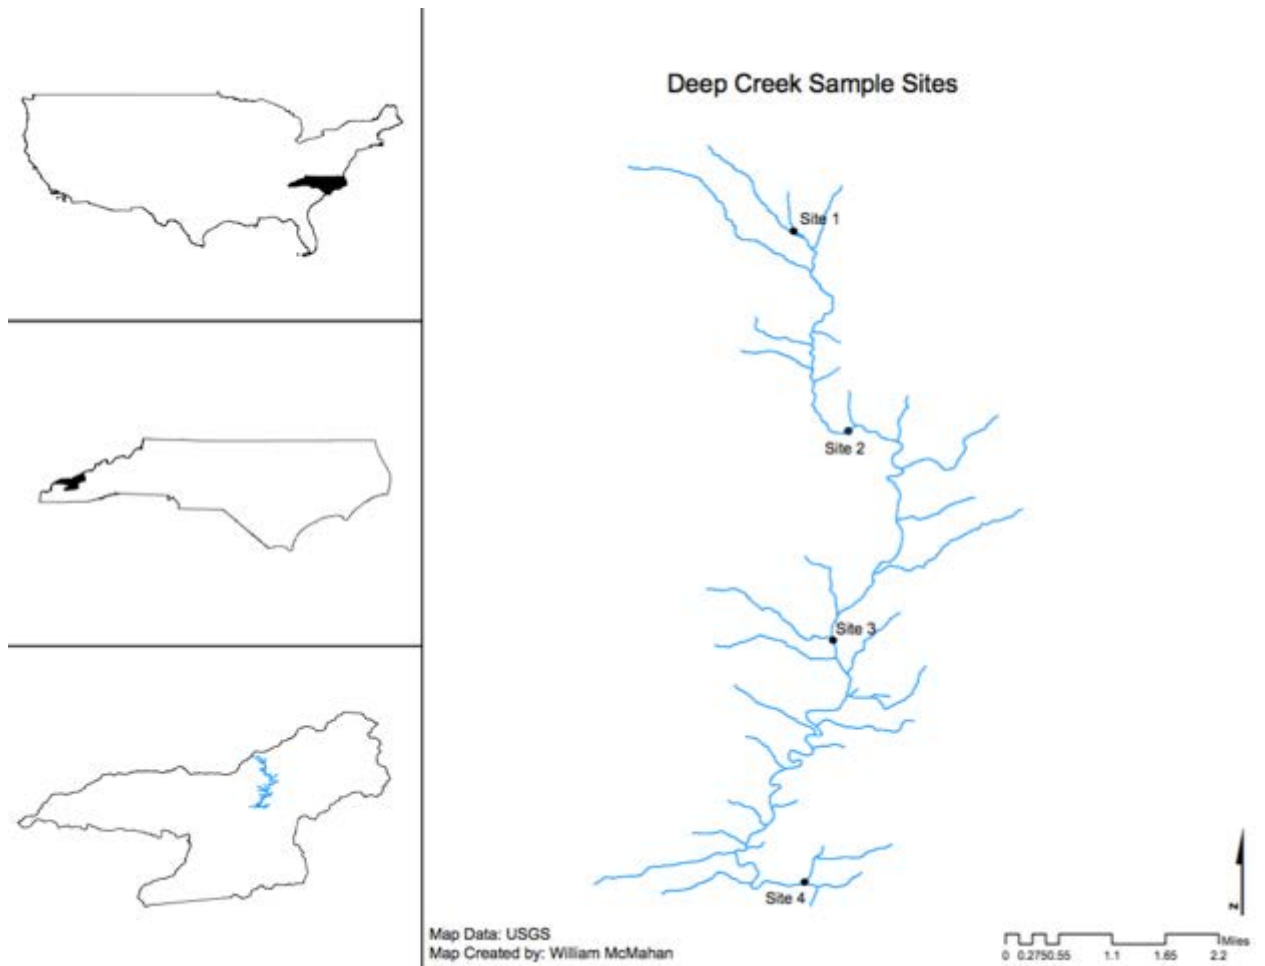 Deep Creek Sample Sites
Site 1
Site 2
Site 3
Site 4
N
Map Data: USGS
Map Created by: William McMahan
Miles
0 0.2750.55 1.1 1.65 2.2